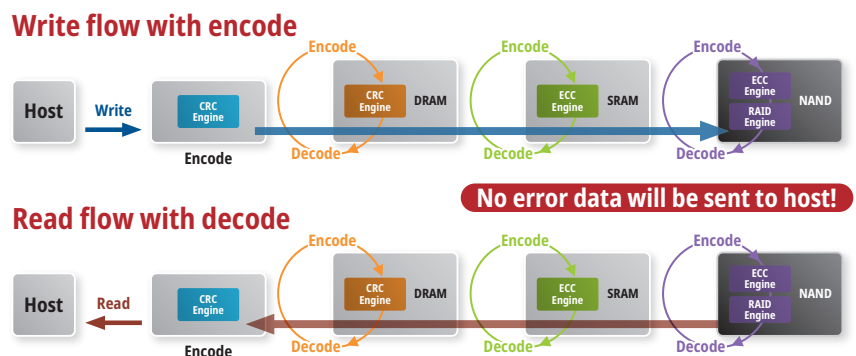 Write flow with encode
Encode
Encode
Encode
Host
Write
CRC
Engine
CRC
Engine
DRAM
ECC
Engine
SRAM
ECC
Engine
RAID
Engine
NAND
Encode
Decode
Decode
Decode
No error data will be sent to host!
Read flow with decode
Encode
Encode
Encode
Host
Read
CRC
Engine
CRC
Engine
DRAM
ECC
Engine
SRAM
ECC
Engine
RAID
Engine
NAND
Encode
Decode
Decode
Decode